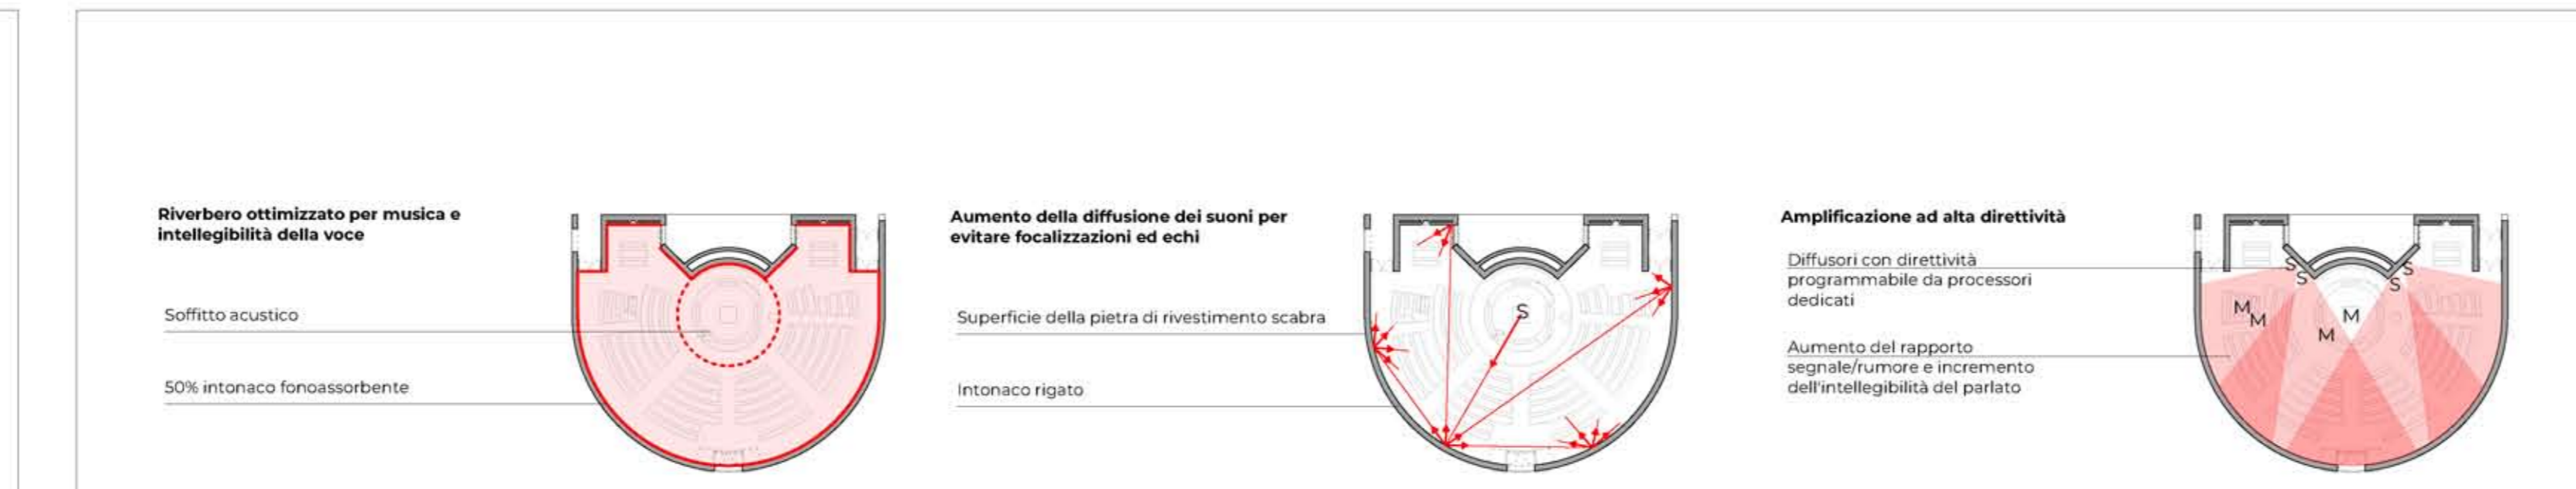 Riverbero ottimizzato per musica e
intellegibilità della voce
Soffitto acustico
50% intonaco fonoassorbente
Aumento della diffusione dei suoni per
evitare focalizzazioni ed echi
Superficie della pietra di rivestimento scabra
Intonaco rigato
S
Amplificazione ad alta direttività
Diffusori con direttività
programmabile da processori
dedicati
Aumento del rapporto
segnale/rumore e incremento
dell'intellegibilità del parlato
S
S
S
S
M
M
M
M